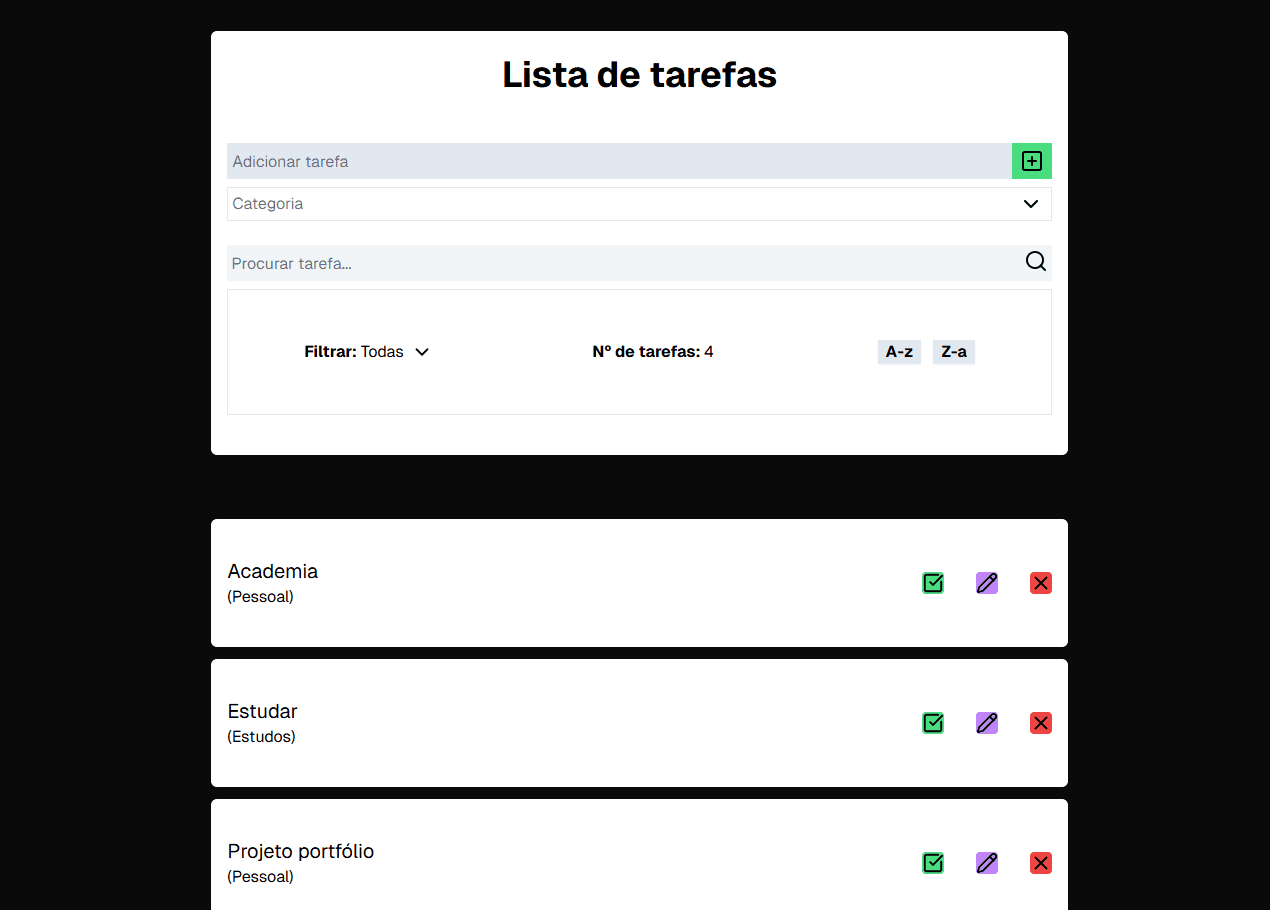 Lista de tarefas
Adicionar tarefa
Categoria
Procurar tarefa...
Filtrar: Todas Nº de tarefas: 4 A-z Z-a
Academia
(Pessoal)
Estudar
(Estudos)
Projeto portfólio
(Pessoal)